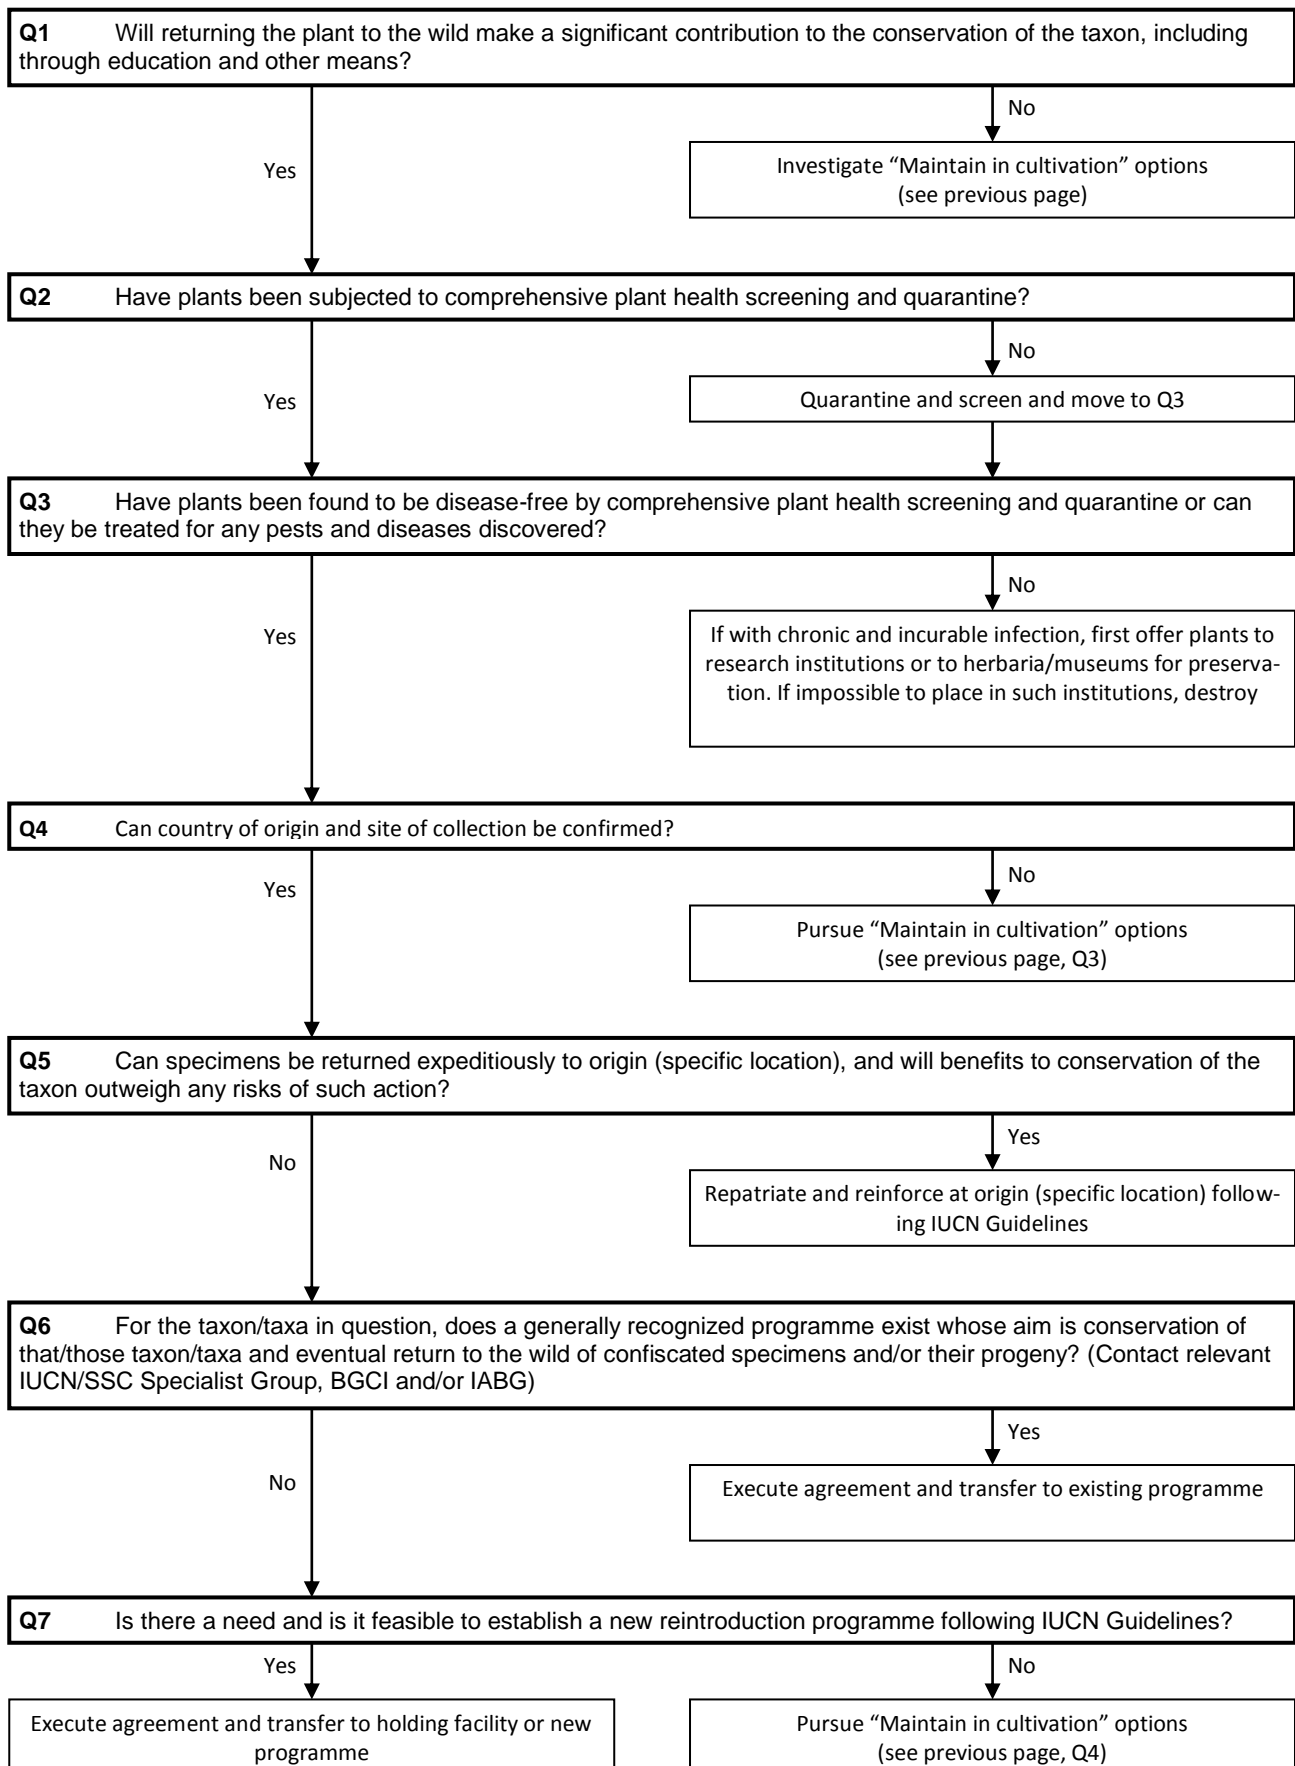 Q1 Will returning the plant to the wild make a significant contribution to the conservation of the taxon, including
through education and other means?
No
Yes
Investigate “Maintain in cultivation” options
(see previous page)
Q2 Have plants been subjected to comprehensive plant health screening and quarantine?
No
Yes
Quarantine and screen and move to Q3
Q3 Have plants been found to be disease-free by comprehensive plant health screening and quarantine or can
they be treated for any pests and diseases discovered?
No
Yes
If with chronic and incurable infection, first offer plants to
research institutions or to herbaria/museums for preserva-
tion. If impossible to place in such institutions, destroy
Q4 Can country of origin and site of collection be confirmed?
No
Yes
Pursue “Maintain in cultivation” options
(see previous page, Q3)
Q5 Can specimens be returned expeditiously to origin (specific location), and will benefits to conservation of the
taxon outweigh any risks of such action?
Yes
No
Repatriate and reinforce at origin (specific location) follow-
ing IUCN Guidelines
Q6 For the taxon/taxa in question, does a generally recognized programme exist whose aim is conservation of
that/those taxon/taxa and eventual return to the wild of confiscated specimens and/or their progeny? (Contact relevant
IUCN/SSC Specialist Group, BGCI and/or IABG)
Yes
No
Execute agreement and transfer to existing programme
Q7 Is there a need and is it feasible to establish a new reintroduction programme following IUCN Guidelines?
Yes
No
Execute agreement and transfer to holding facility or new
programme
Pursue “Maintain in cultivation” options
(see previous page, Q4)